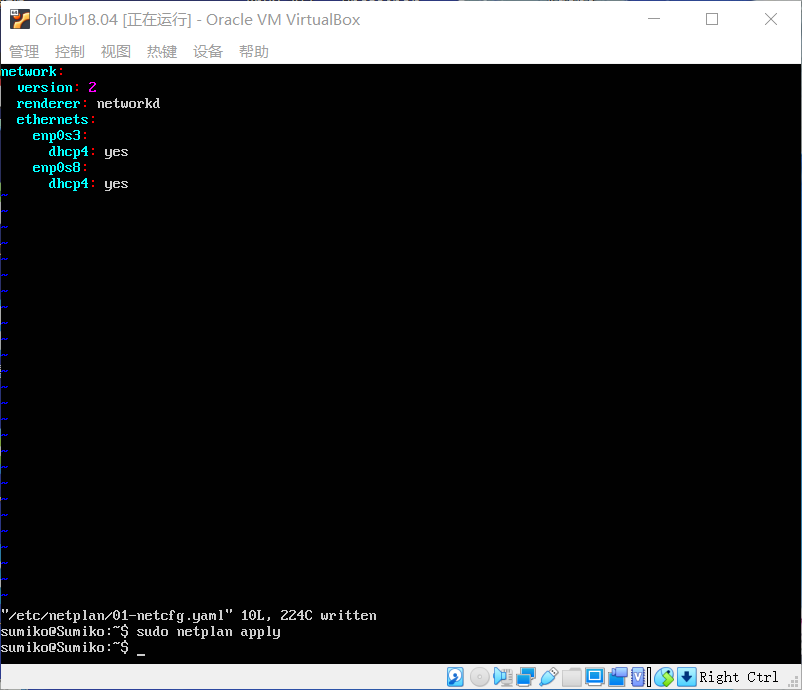 OriUb18.04 [正在运行] - Oracle VM VirtualBox
管理 控制 视图 热键 设备 帮助
network:
  version: 2
  renderer: networkd
  ethernets:
    enp0s3:
      dhcp4: yes
    enp0s8:
      dhcp4: yes
"/etc/netplan/01-netcfg.yaml" 10L, 224C written
sumiko@Sumiko:~$ sudo netplan apply
sumiko@Sumiko:~$ _
Right Ctrl